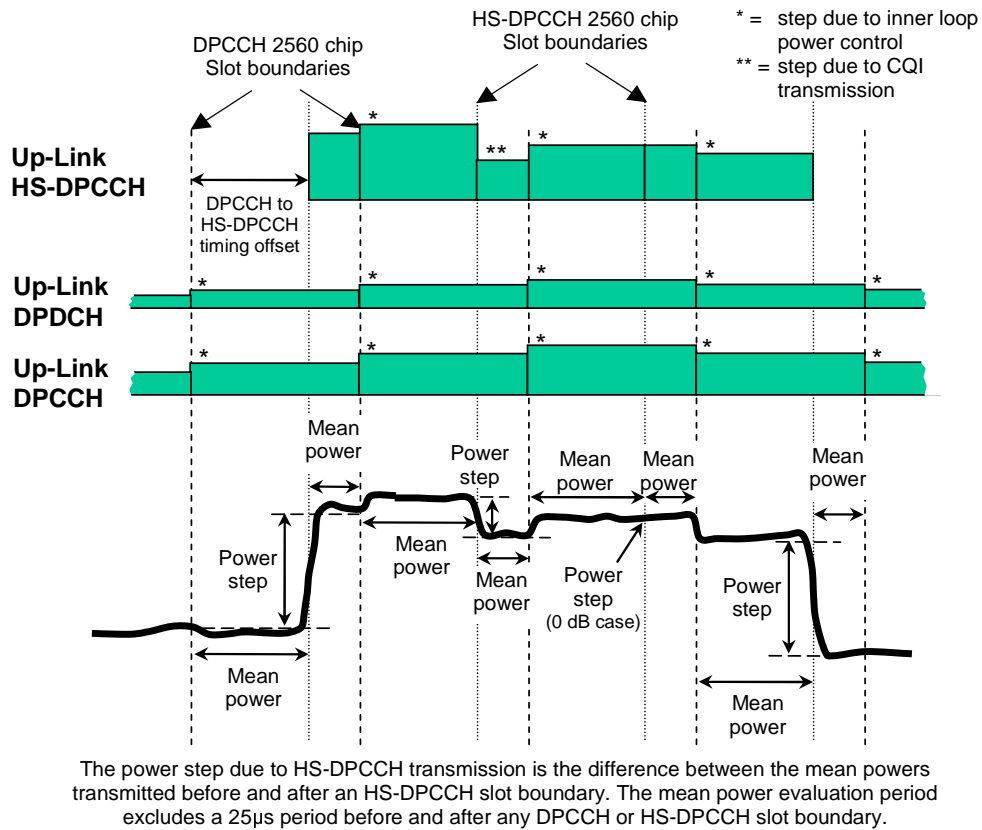 DPCCH 2560 chip
Slot boundaries
HS-DPCCH 2560 chip
Slot boundaries
* = step due to inner loop
power control
** = step due to CQI
transmission
Up-Link
HS-DPCCH
*
**
*
*
DPCCH to
HS-DPCCH
timing offset
Up-Link
DPDCH
*
*
*
*
*
Up-Link
DPCCH
*
*
*
*
*
Mean
power
Power
step
Mean
power
Mean
power
Mean
power
Power
step
Mean
power
Mean
power
Power
step
(0 dB case)
Power
step
Mean
power
Mean
power
The power step due to HS-DPCCH transmission is the difference between the mean powers
transmitted before and after an HS-DPCCH slot boundary. The mean power evaluation period
excludes a 25µs period before and after any DPCCH or HS-DPCCH slot boundary.